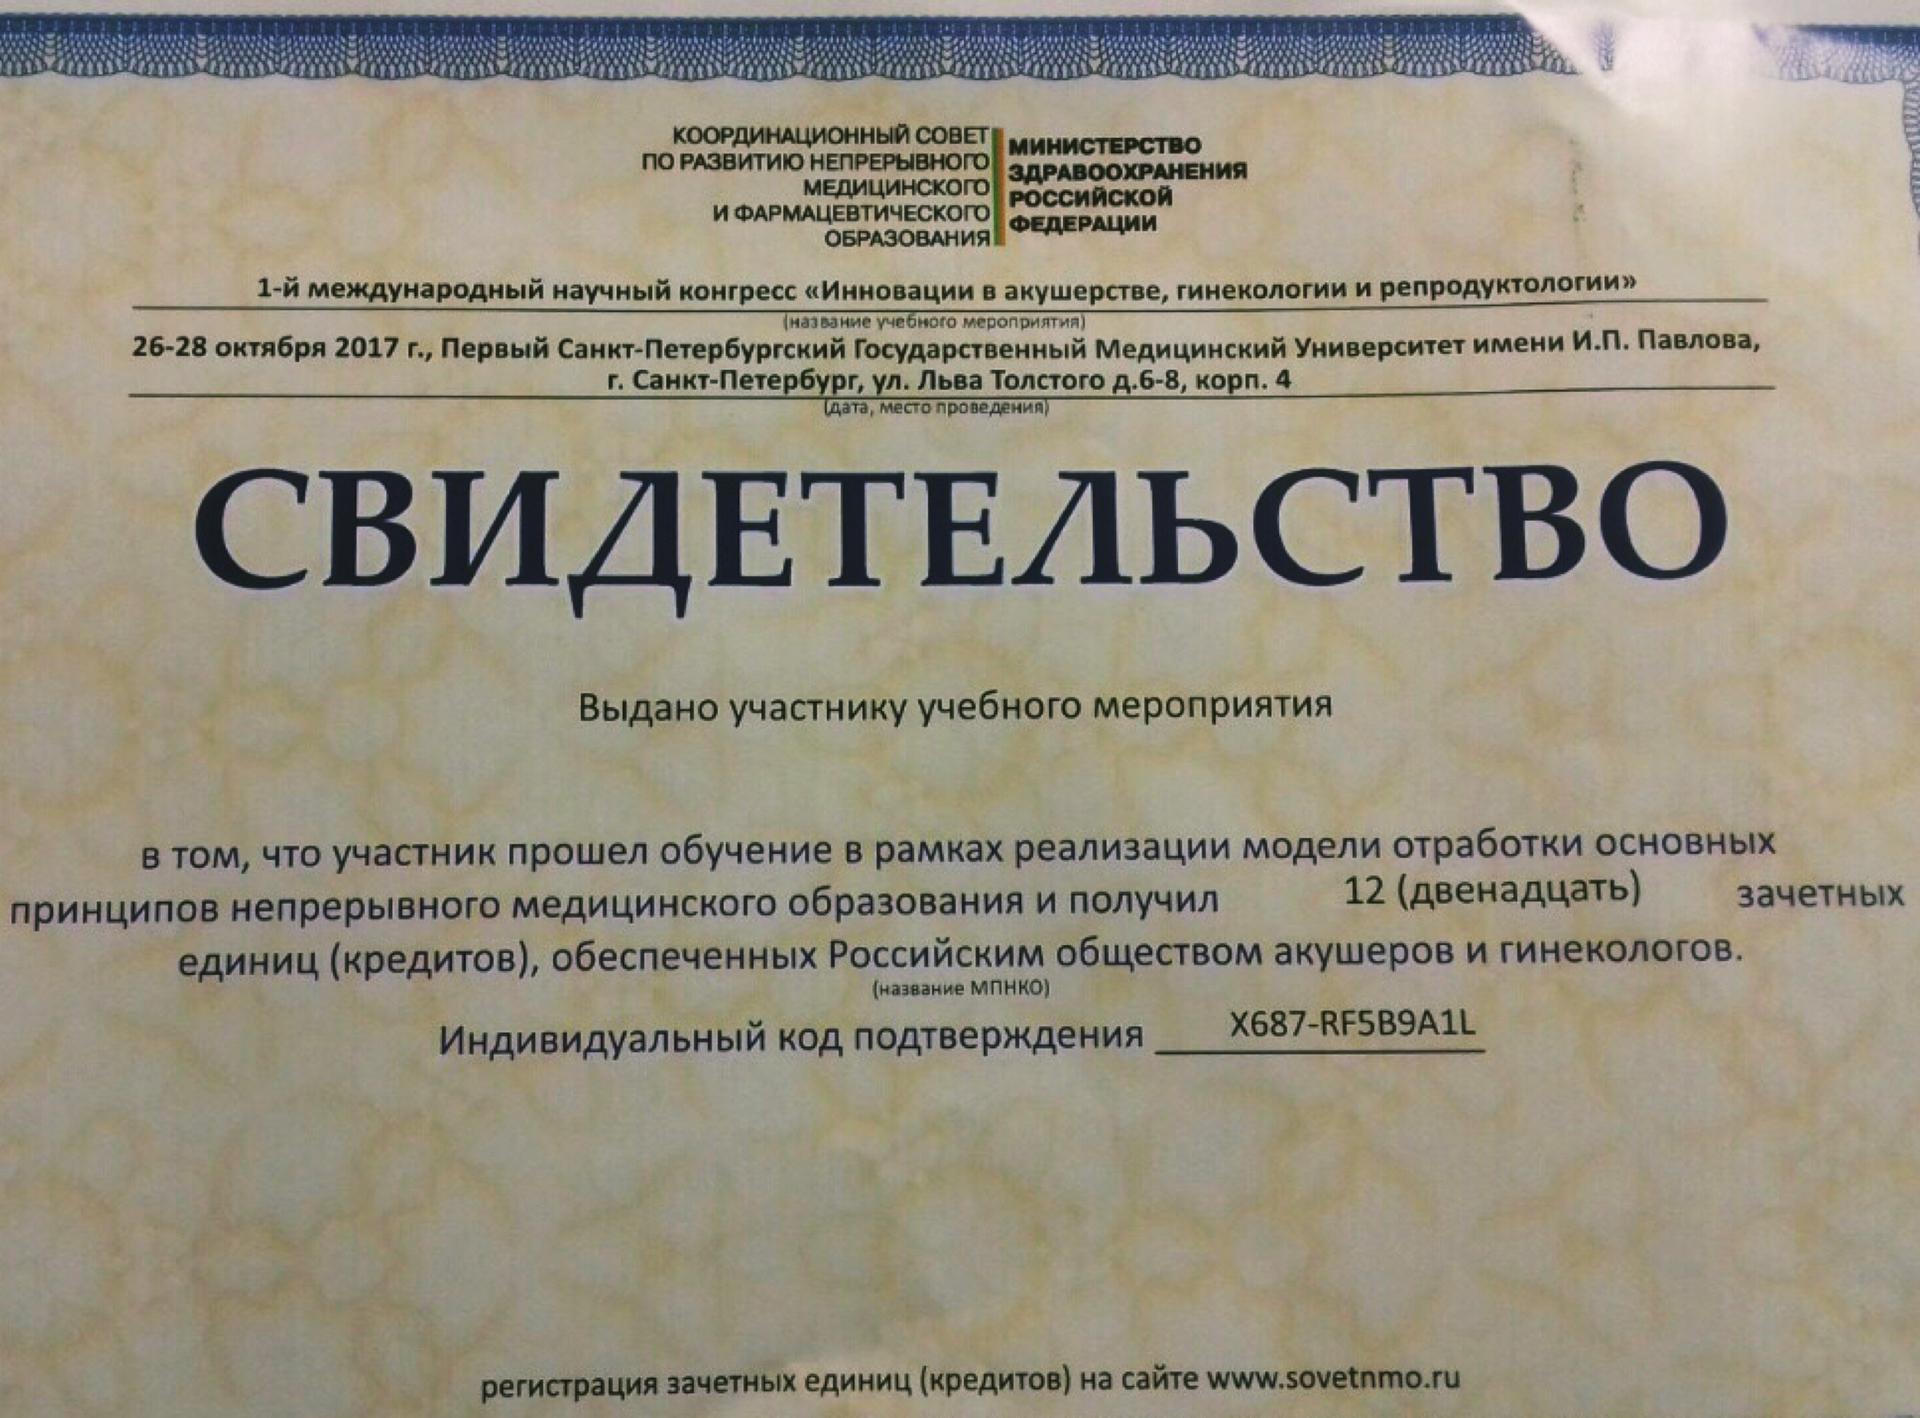 КООРДИНАЦИОННЫЙ СОВЕТ
ПО РАЗВИТИЮ НЕПРЕРЫВНОГО
МЕДИЦИНСКОГО
И ФАРМАЦЕВТИЧЕСКОГО
ОБРАЗОВАНИЯ
МИНИСТЕРСТВО
ЗДРАВООХРАНЕНИЯ
РОССИЙСКОЙ
ФЕДЕРАЦИИ
1-й международный научный конгресс «Инновации в акушерстве, гинекологии и репродуктологии»
(название учебного мероприятия)
26-28 октября 2017 г., Первый Санкт-Петербургский Государственный Медицинский Университет имени И.П. Павлова,
г. Санкт-Петербург, ул. Льва Толстого д.6-8, корп. 4
(дата, место проведения)
СВИДЕТЕЛЬСТВО
Выдано участнику учебного мероприятия
в том, что участник прошел обучение в рамках реализации модели отработки основных
принципов непрерывного медицинского образования и получил 12 (двенадцать) зачетных
единиц (кредитов), обеспеченных Российским обществом акушеров и гинекологов.
(название МПНКО)
Индивидуальный код подтверждения X687-RF5B9A1L
регистрация зачетных единиц (кредитов) на сайте www.sovetnmo.ru